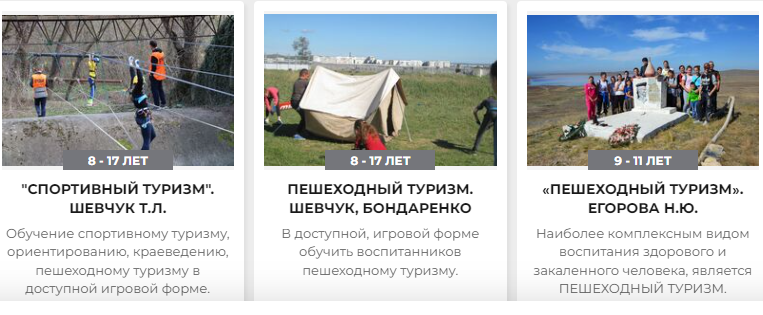 8 - 17 ЛЕТ
"СПОРТИВНЫЙ ТУРИЗМ".
ШЕВЧУК Т.Л.
Обучение спортивному туризму,
ориентированию, краеведению,
пешеходному туризму в
доступной игровой форме.
8 - 17 ЛЕТ
ПЕШЕХОДНЫЙ ТУРИЗМ.
ШЕВЧУК, БОНДАРЕНКО
В доступной, игровой форме
обучить воспитанников
пешеходному туризму.
9 - 11 ЛЕТ
«ПЕШЕХОДНЫЙ ТУРИЗМ».
ЕГОРОВА Н.Ю.
Наиболее комплексным видом
воспитания здорового и
закаленного человека, является
ПЕШЕХОДНЫЙ ТУРИЗМ.